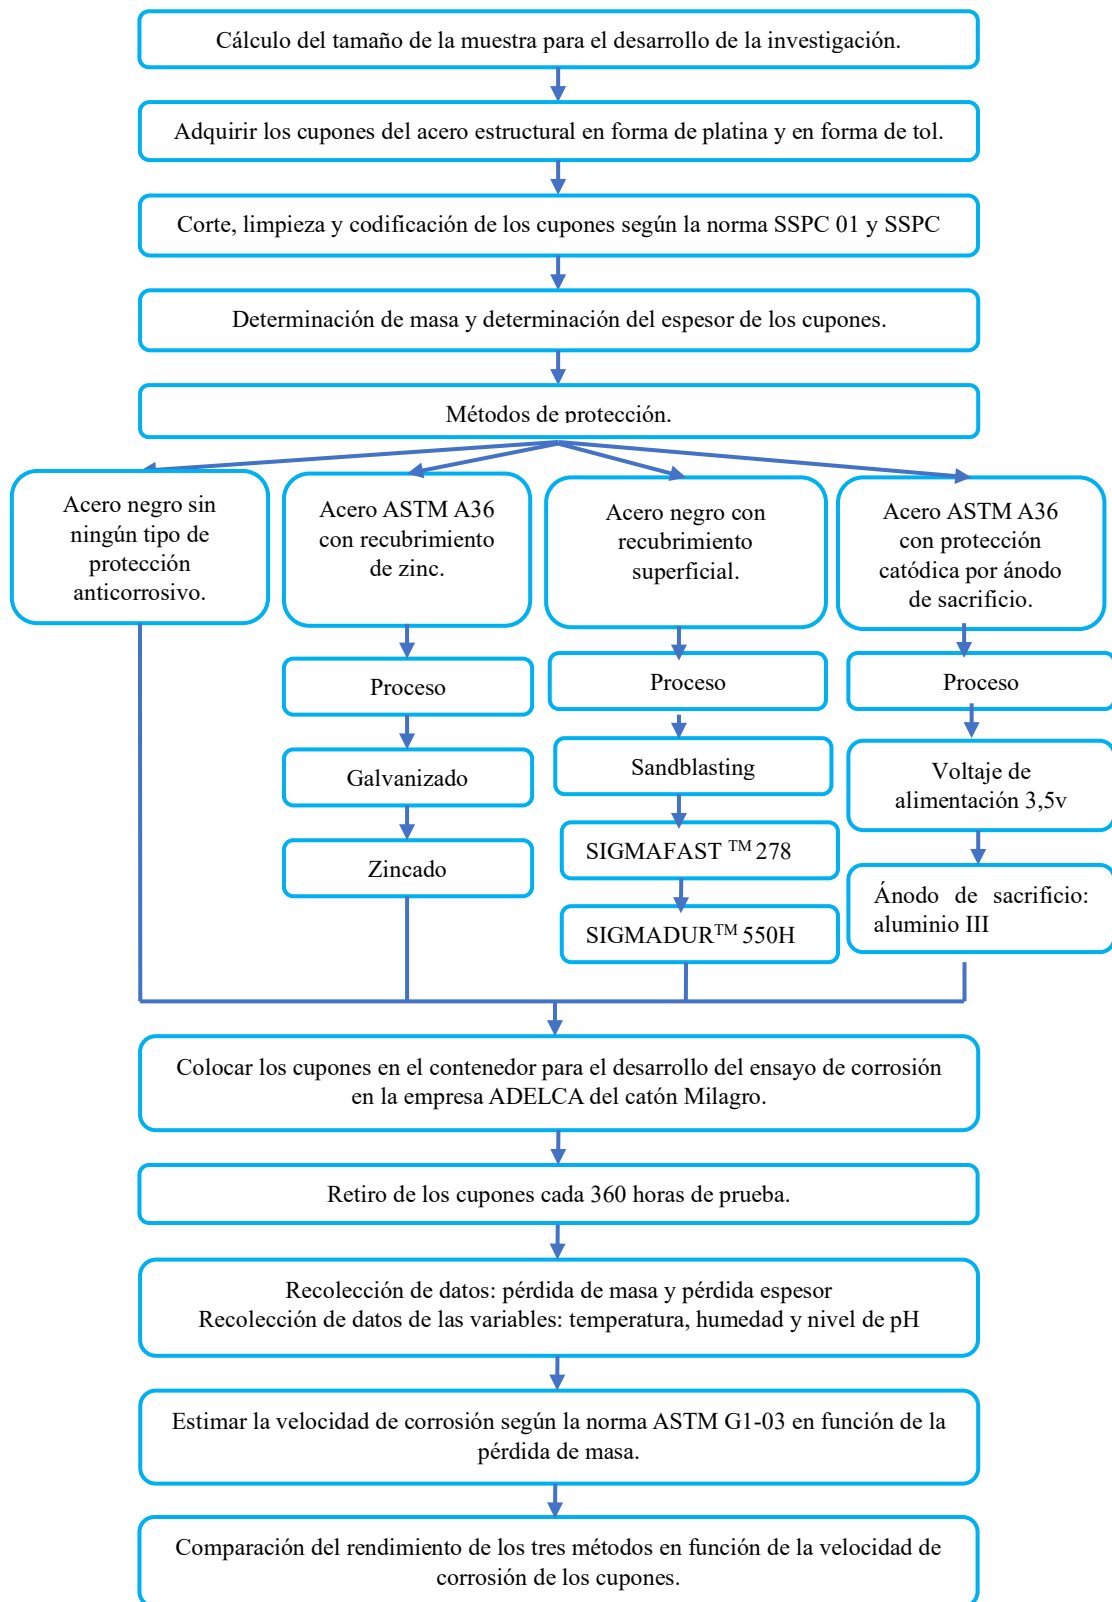 Cálculo del tamaño de la muestra para el desarrollo de la investigación.
Adquirir los cupones del acero estructural en forma de platina y en forma de tol.
Corte, limpieza y codificación de los cupones según la norma SSPC 01 y SSPC
Determinación de masa y determinación del espesor de los cupones.
Métodos de protección.
Acero negro sin
ningún tipo de
protección
anticorrosivo.
Acero ASTM A36
con recubrimiento
de zinc.
Acero negro con
recubrimiento
superficial.
Acero ASTM A36
con protección
catódica por ánodo
de sacrificio.
Proceso
Proceso
Proceso
Galvanizado
Sandblasting
Voltaje de
alimentación 3,5v
Zincado
SIGMAFAST TM 278
SIGMADUR TM 550H
Ánodo de sacrificio:
aluminio III
Colocar los cupones en el contenedor para el desarrollo del ensayo de corrosión
en la empresa ADELCA del catón Milagro.
Retiro de los cupones cada 360 horas de prueba.
Recolección de datos: pérdida de masa y pérdida espesor
Recolección de datos de las variables: temperatura, humedad y nivel de pH
Estimar la velocidad de corrosión según la norma ASTM G1-03 en función de la
pérdida de masa.
Comparación del rendimiento de los tres métodos en función de la velocidad de
corrosión de los cupones.